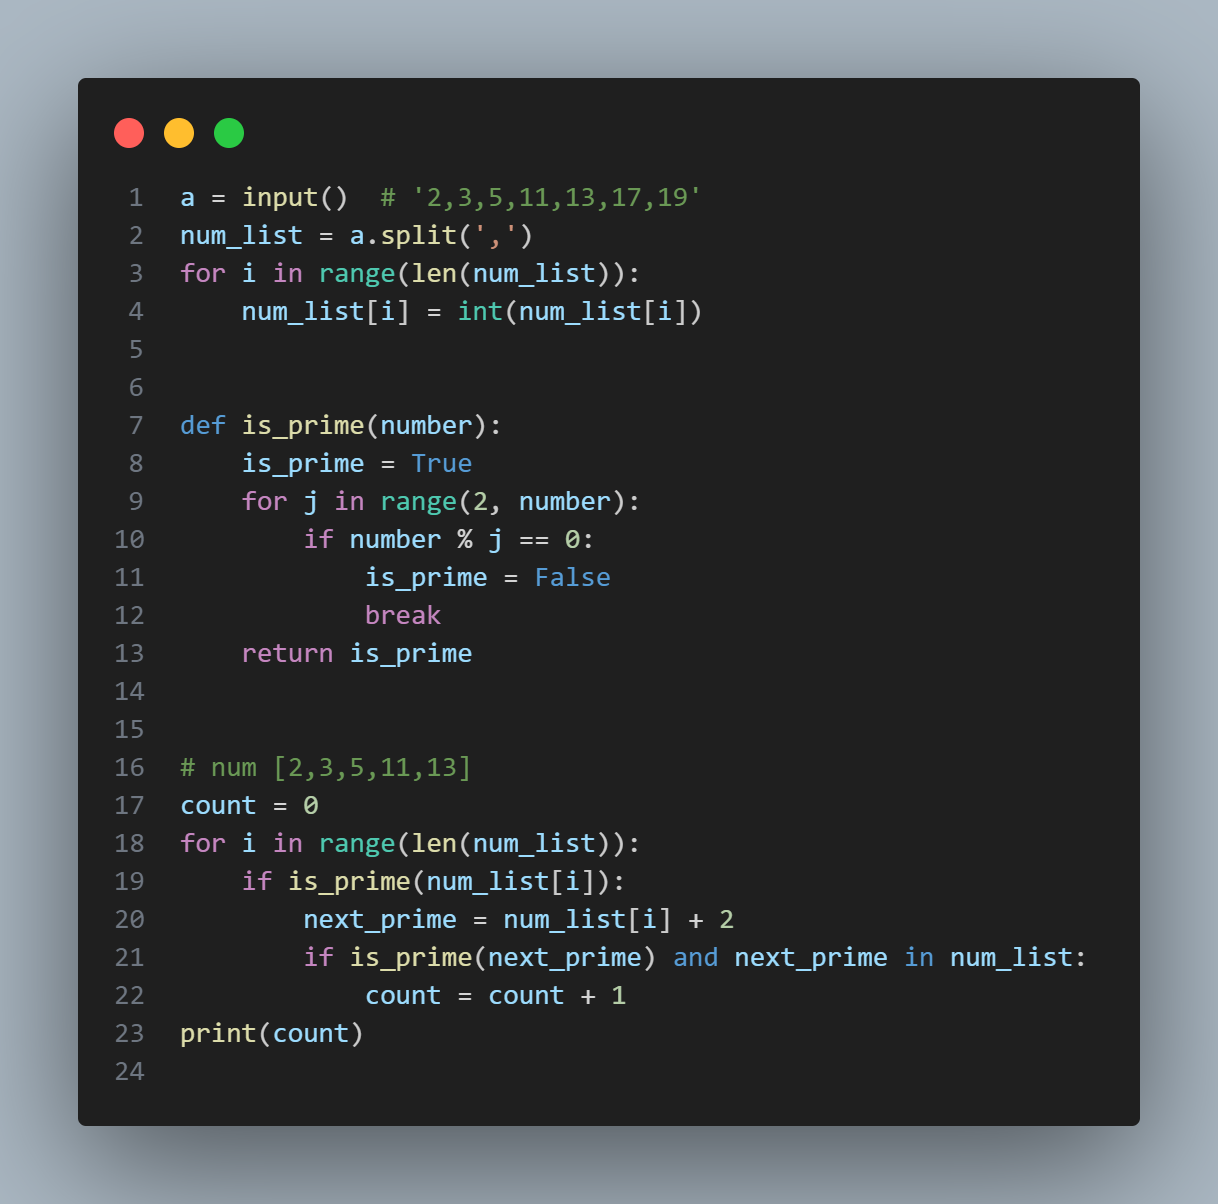 1 a = input()  # '2,3,5,11,13,17,19'
2 num_list = a.split(',')
3 for i in range(len(num_list)):
4     num_list[i] = int(num_list[i])
5
6
7 def is_prime(number):
8     is_prime = True
9     for j in range(2, number):
10         if number % j == 0:
11             is_prime = False
12             break
13     return is_prime
14
15
16 # num [2,3,5,11,13]
17 count = 0
18 for i in range(len(num_list)):
19     if is_prime(num_list[i]):
20         next_prime = num_list[i] + 2
21         if is_prime(next_prime) and next_prime in num_list:
22             count = count + 1
23 print(count)
24